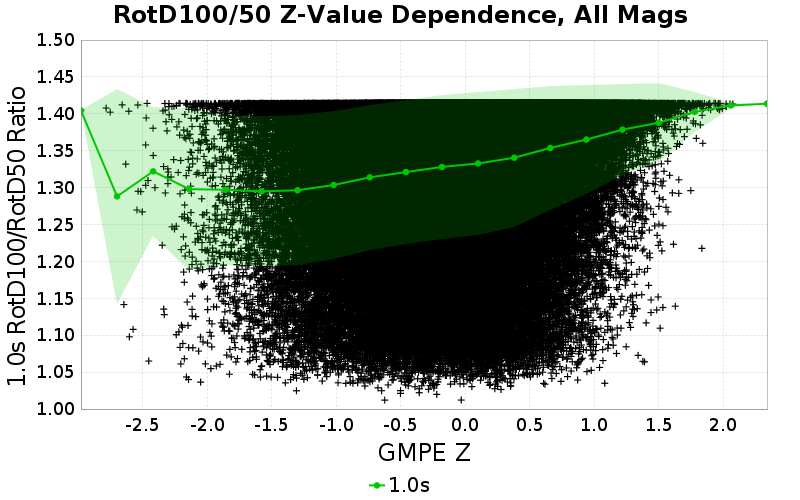 RotD100/50 Z-Value Dependence, All Mags
1.0s RotD100/RotD50 Ratio
1.50
1.45
1.40
1.35
1.30
1.25
1.20
1.15
1.10
1.05
1.00
-2.5 -2.0 -1.5 -1.0 -0.5 0.0 0.5 1.0 1.5 2.0
GMPE Z
1.0s